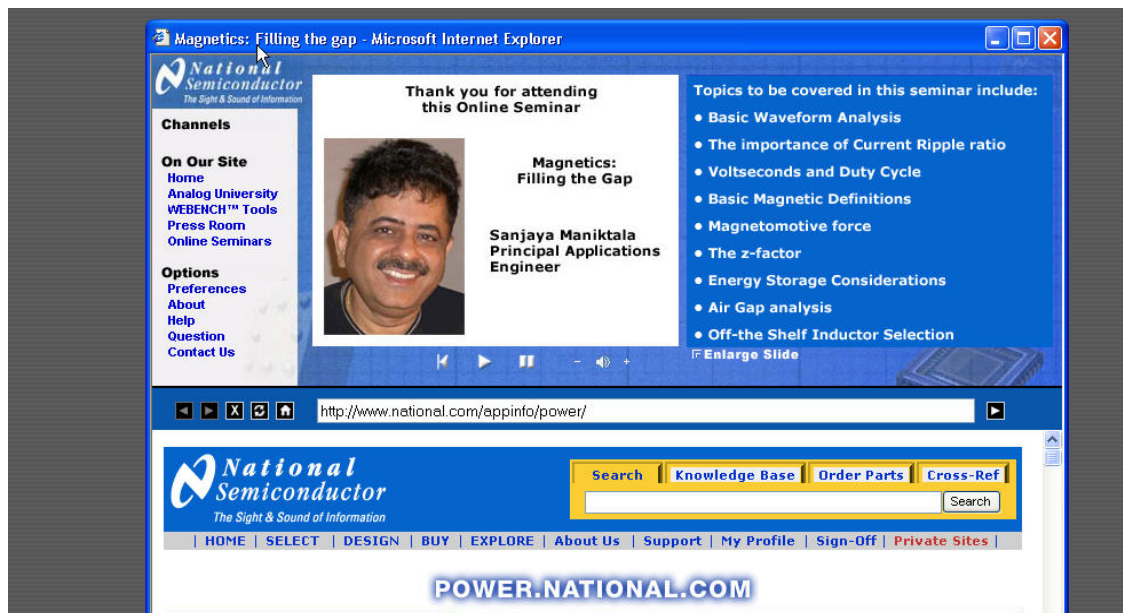 Magnetics: Filling the gap - Microsoft Internet Explorer
National
Semiconductor
The Sight & Sound of Information
Channels
On Our Site
Home
Analog University
WEBENCH™ Tools
Press Room
Online Seminars
Options
Preferences
About
Help
Question
Contact Us
Thank you for attending
this Online Seminar
Magnetics:
Filling the Gap
Sanjaya Maniktala
Principal Applications
Engineer
Topics to be covered in this seminar include:
• Basic Waveform Analysis
• The importance of Current Ripple ratio
• Voltseconds and Duty Cycle
• Basic Magnetic Definitions
• Magnetomotive force
• The z-factor
• Energy Storage Considerations
• Air Gap analysis
• Off-the Shelf Inductor Selection
Enlarge Slide
http://www.national.com/appinfo/power/
National
Semiconductor
The Sight & Sound of Information
Search Knowledge Base Order Parts Cross-Ref
Search
| HOME | SELECT | DESIGN | BUY | EXPLORE | About Us | Support | My Profile | Sign-Off | Private Sites |
POWER.NATIONAL.COM